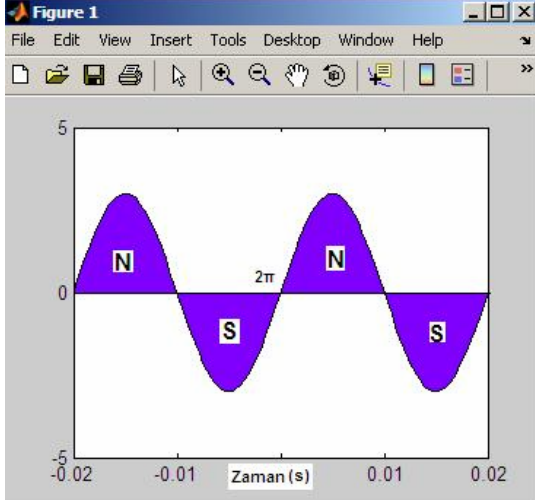 Figure 1
File Edit View Insert Tools Desktop Window Help
5
N
N
2π
0
S
S
-5
-0.02 -0.01 Zaman (s) 0.01 0.02